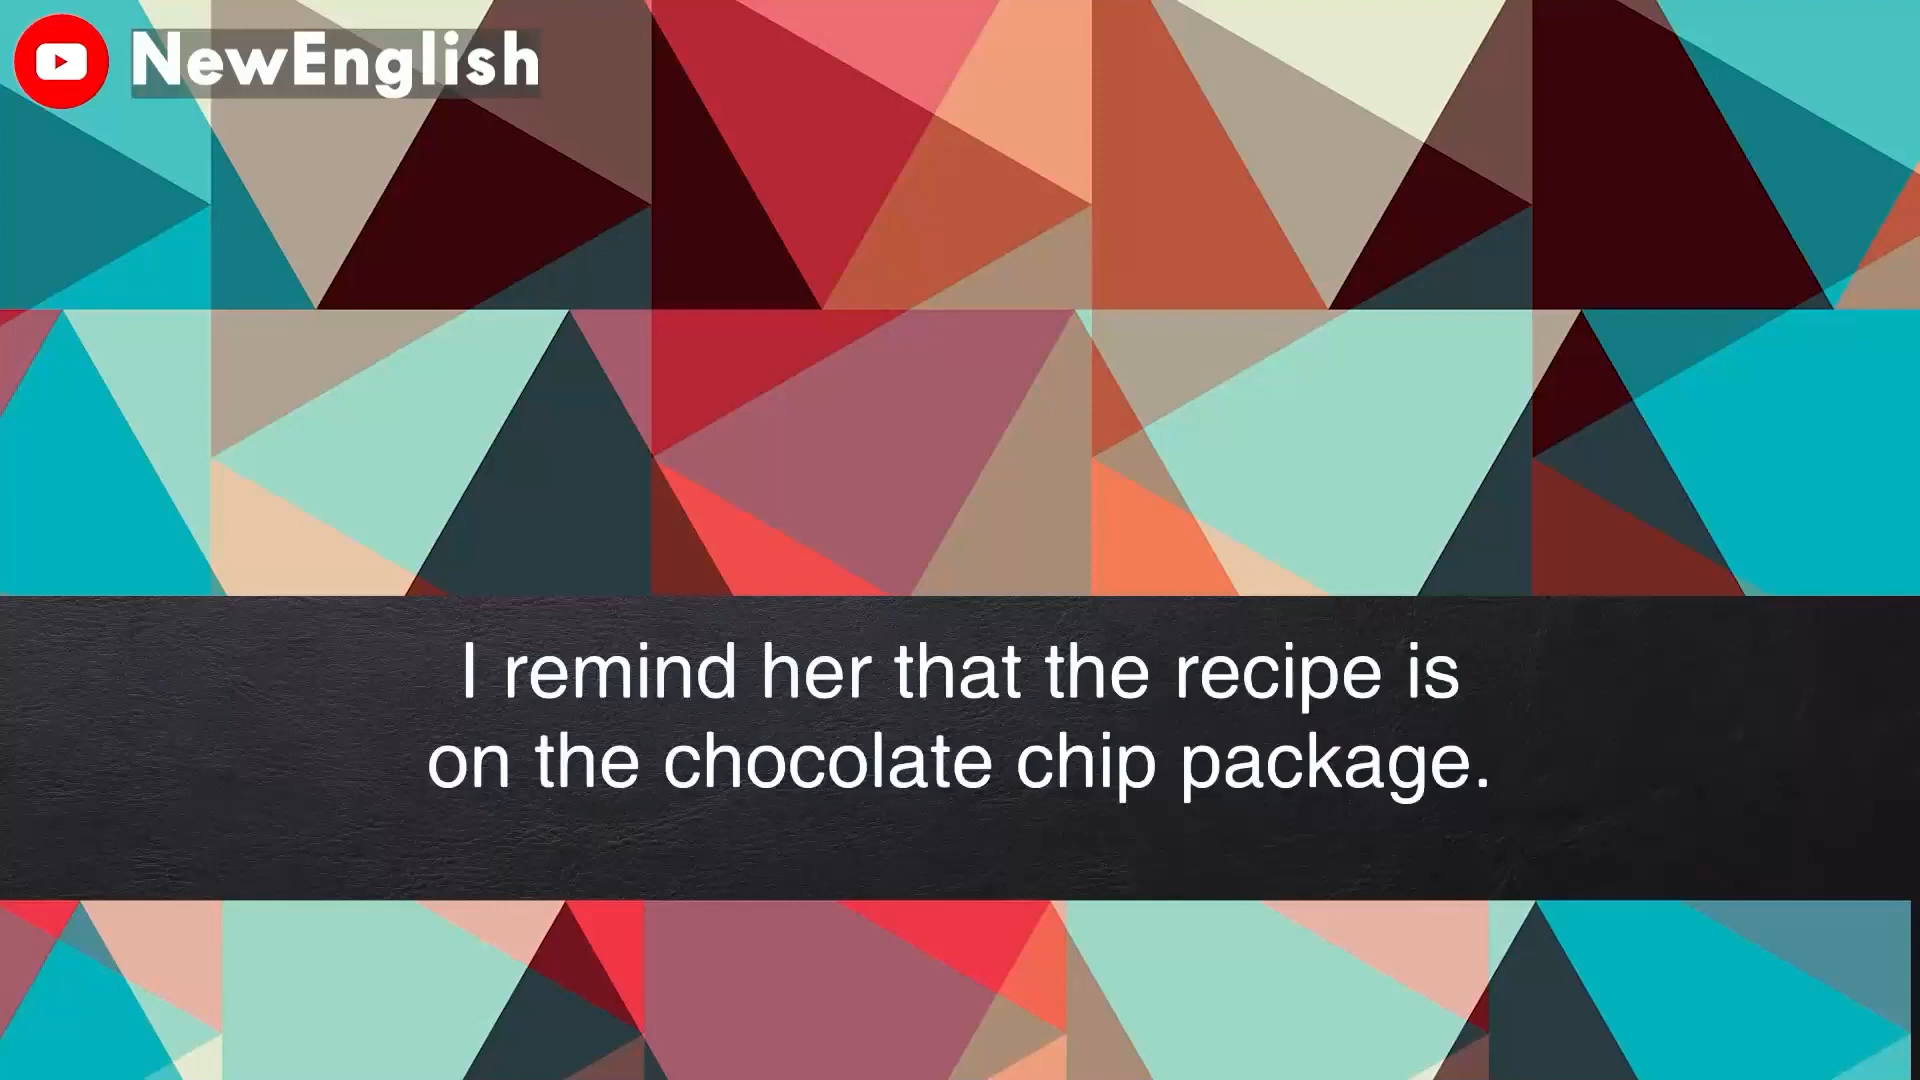 NewEnglish
I remind her that the recipe is
on the chocolate chip package.